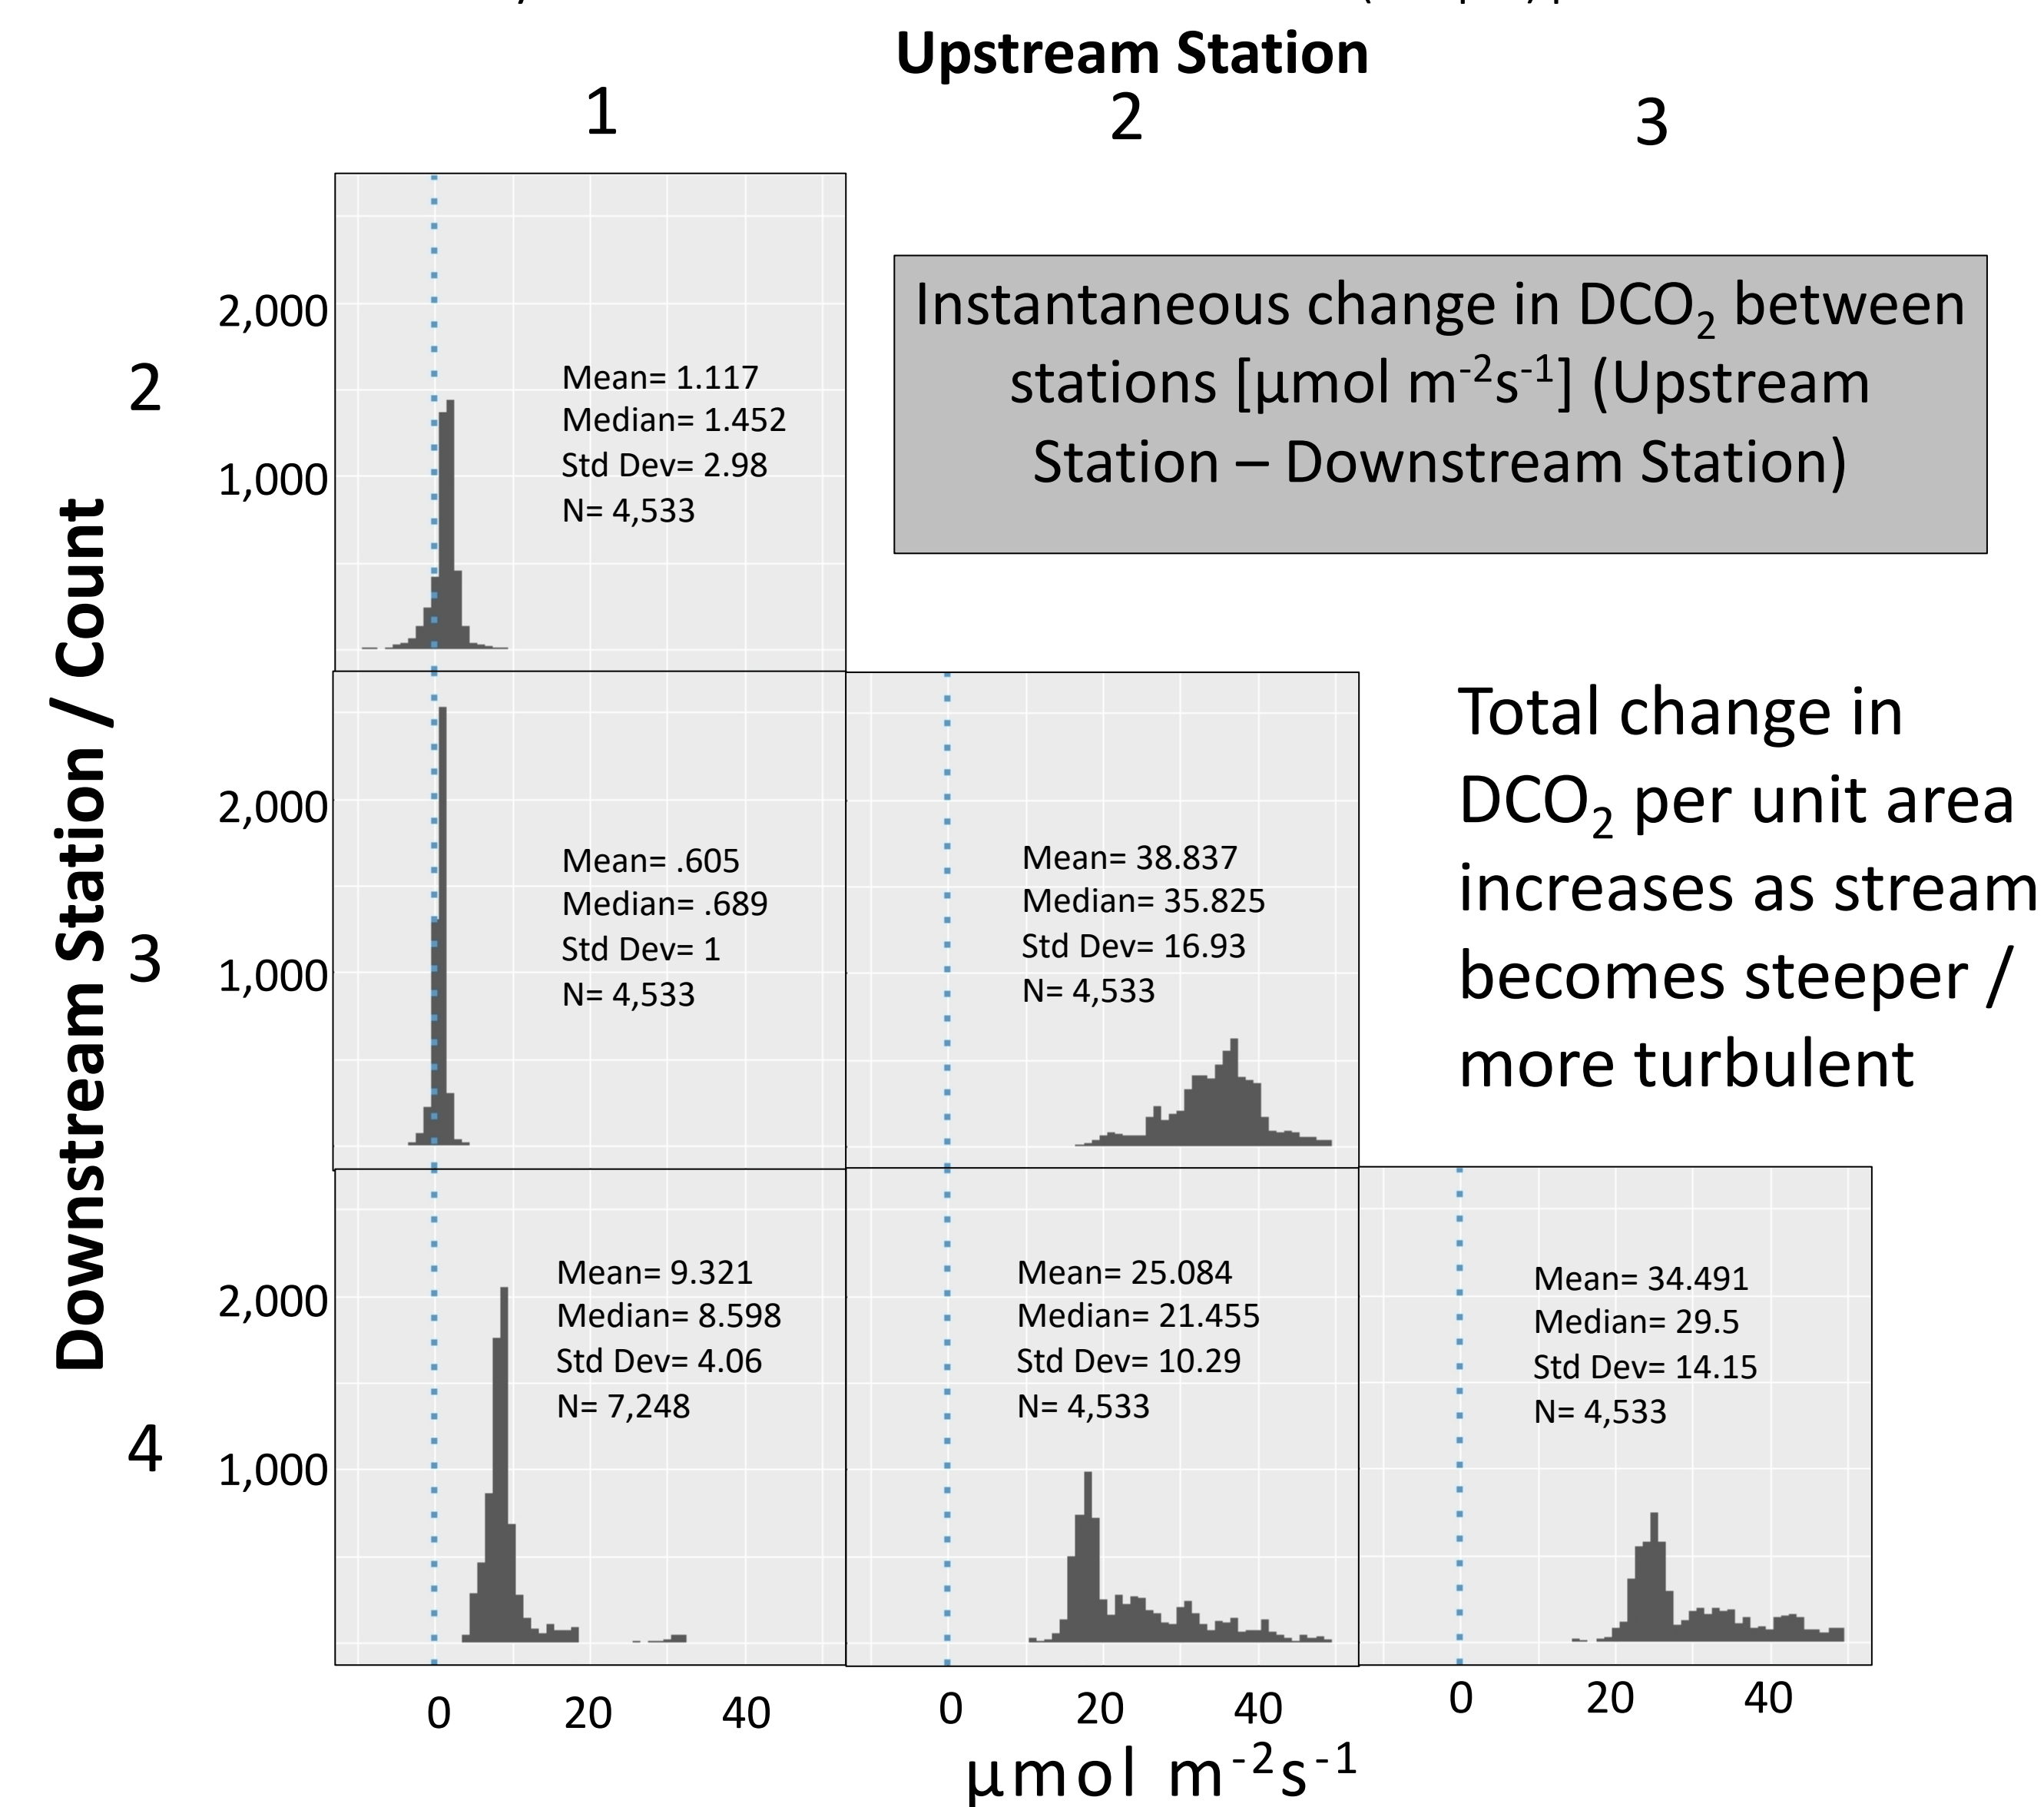 Upstream Station
1
2
3
Instantaneous change in DCO₂ between
stations [µmol m⁻²s⁻¹] (Upstream
Station – Downstream Station)
Downstream Station / Count
2
2,000
1,000
Mean= 1.117
Median= 1.452
Std Dev= 2.98
N= 4,533
3
2,000
1,000
Mean= .605
Median= .689
Std Dev= 1
N= 4,533
Mean= 38.837
Median= 35.825
Std Dev= 16.93
N= 4,533
Total change in
DCO₂ per unit area
increases as stream
becomes steeper /
more turbulent
4
2,000
1,000
Mean= 9.321
Median= 8.598
Std Dev= 4.06
N= 7,248
Mean= 25.084
Median= 21.455
Std Dev= 10.29
N= 4,533
Mean= 34.491
Median= 29.5
Std Dev= 14.15
N= 4,533
0 20 40
0 20 40
0 20 40
µmol m⁻²s⁻¹